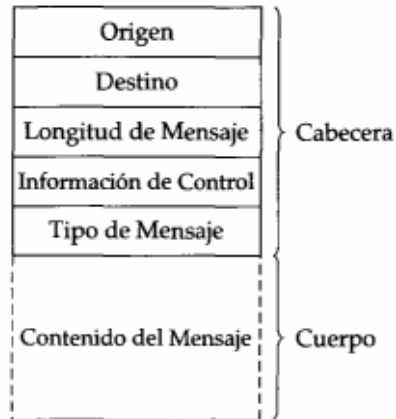 Origen
Destino
Longitud de Mensaje
Cabecera
Información de Control
Tipo de Mensaje
Contenido del Mensaje
Cuerpo